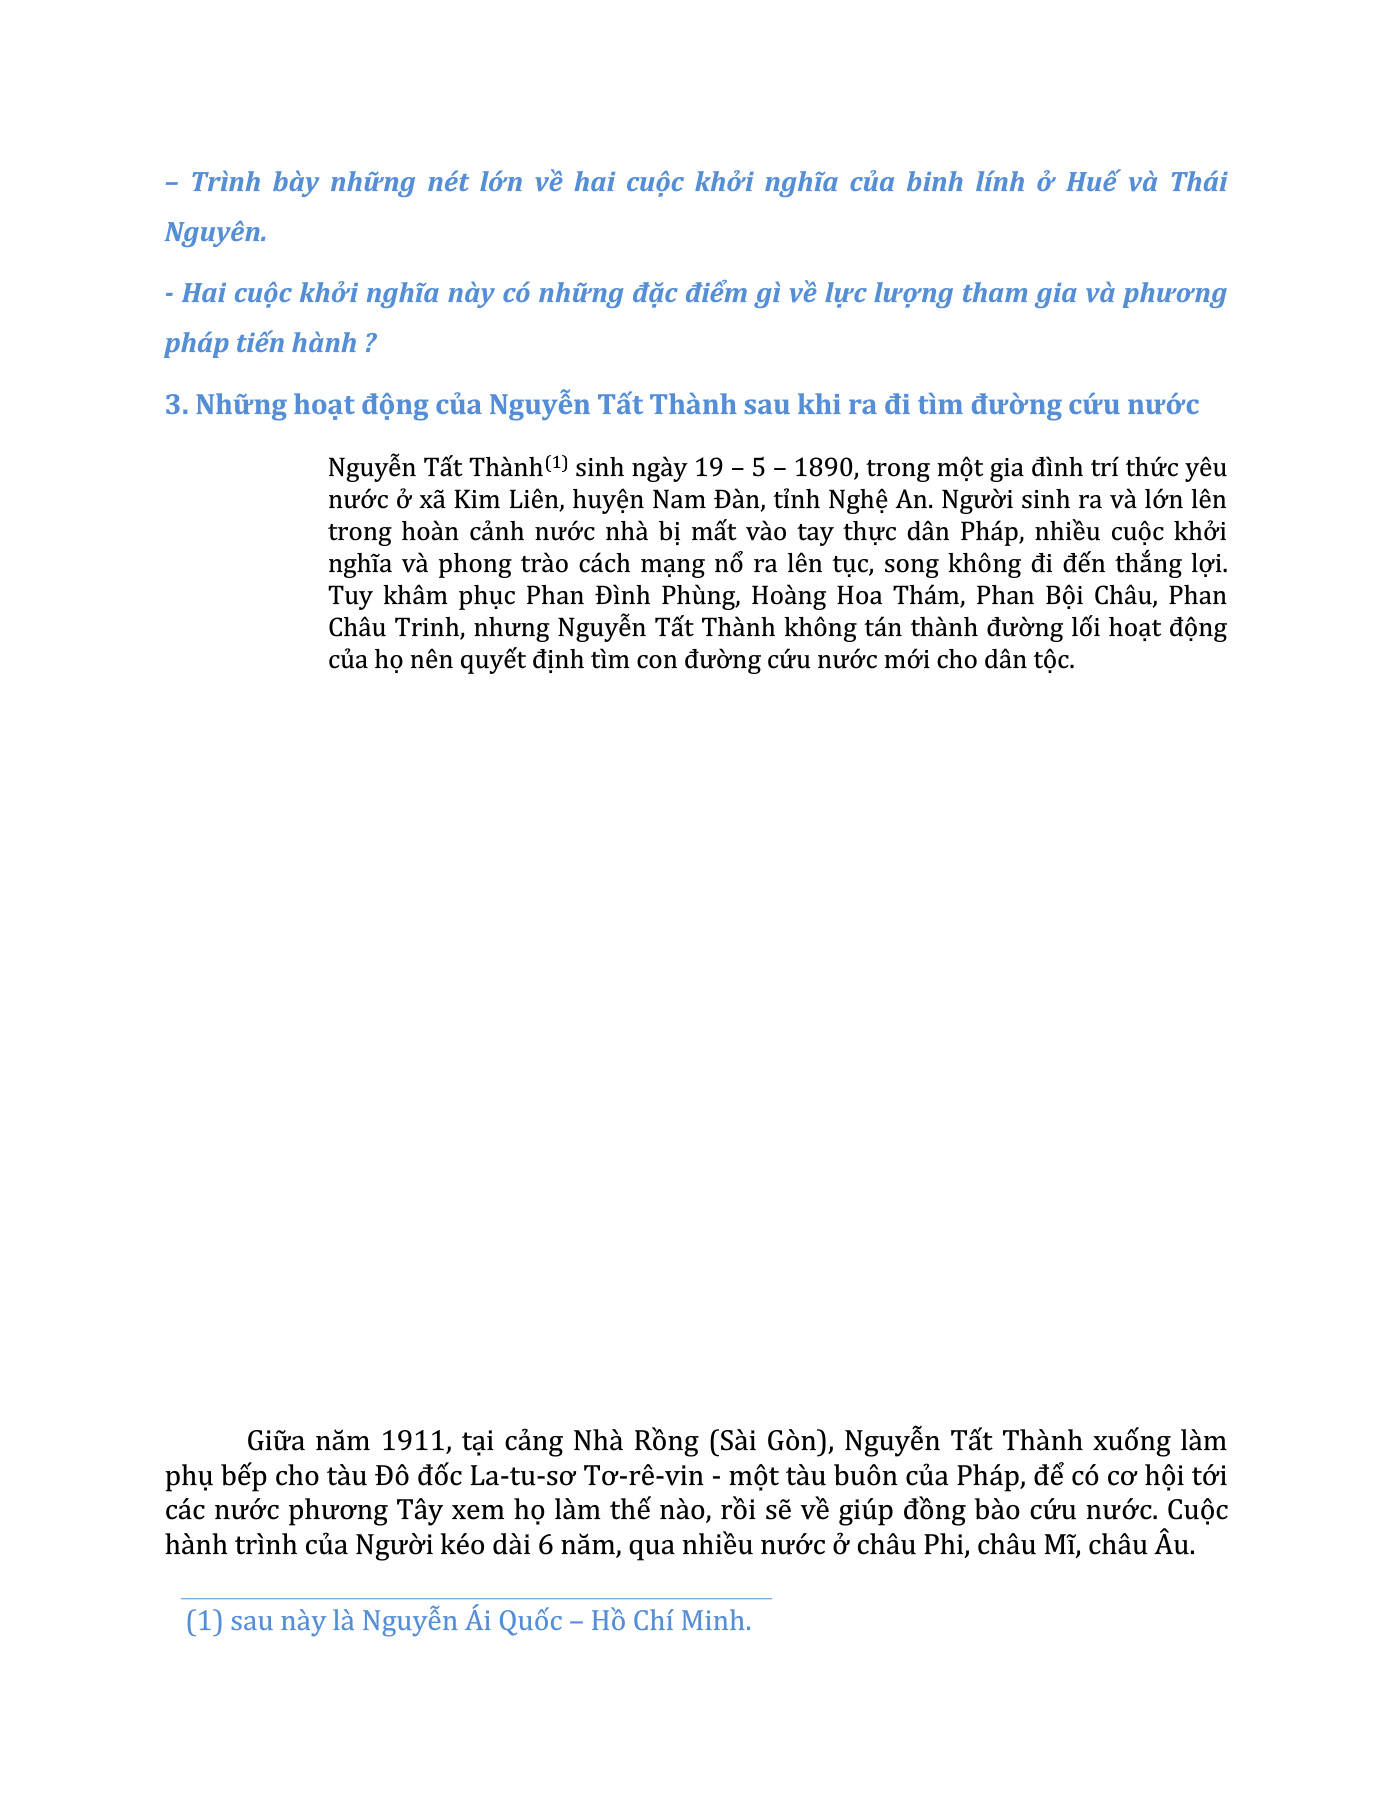 – Trình bày những nét lớn về hai cuộc khởi nghĩa của binh lính ở Huế và Thái
Nguyên.
- Hai cuộc khởi nghĩa này có những đặc điểm gì về lực lượng tham gia và phương
pháp tiến hành ?
3. Những hoạt động của Nguyễn Tất Thành sau khi ra đi tìm đường cứu nước
Nguyễn Tất Thành(1) sinh ngày 19 – 5 – 1890, trong một gia đình trí thức yêu
nước ở xã Kim Liên, huyện Nam Đàn, tỉnh Nghệ An. Người sinh ra và lớn lên
trong hoàn cảnh nước nhà bị mất vào tay thực dân Pháp, nhiều cuộc khởi
nghĩa và phong trào cách mạng nổ ra lên tục, song không đi đến thắng lợi.
Tuy khâm phục Phan Đình Phùng, Hoàng Hoa Thám, Phan Bội Châu, Phan
Châu Trinh, nhưng Nguyễn Tất Thành không tán thành đường lối hoạt động
của họ nên quyết định tìm con đường cứu nước mới cho dân tộc.
Giữa năm 1911, tại cảng Nhà Rồng (Sài Gòn), Nguyễn Tất Thành xuống làm
phụ bếp cho tàu Đô đốc La-tu-sơ Tơ-rê-vin - một tàu buôn của Pháp, để có cơ hội tới
các nước phương Tây xem họ làm thế nào, rồi sẽ về giúp đồng bào cứu nước. Cuộc
hành trình của Người kéo dài 6 năm, qua nhiều nước ở châu Phi, châu Mĩ, châu Âu.
(1) sau này là Nguyễn Ái Quốc – Hồ Chí Minh.